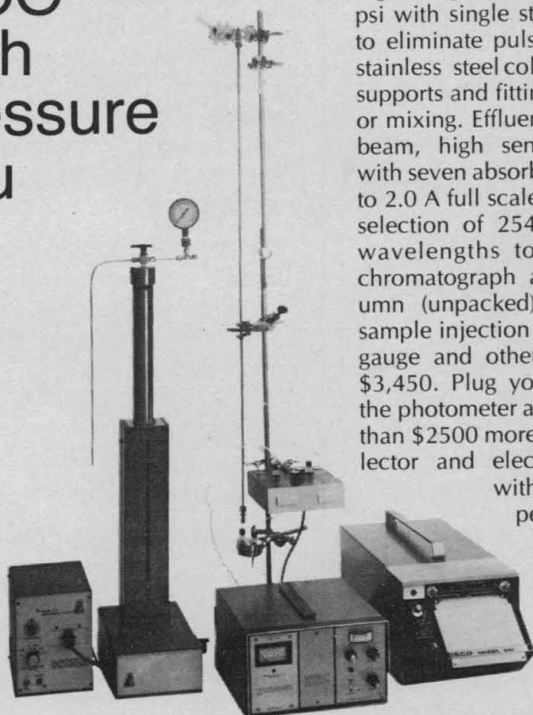 h
essure
u
psi with single st
to eliminate puls
stainless steel col
supports and fittin
or mixing. Effluen
beam, high sen
with seven absorb
to 2.0 A full scale
selection of 254
wavelengths to
chromatograph a
umn (unpacked)
sample injection
gauge and other
$3,450. Plug yo
the photometer a
than $2500 more
lector and elec
with
pe